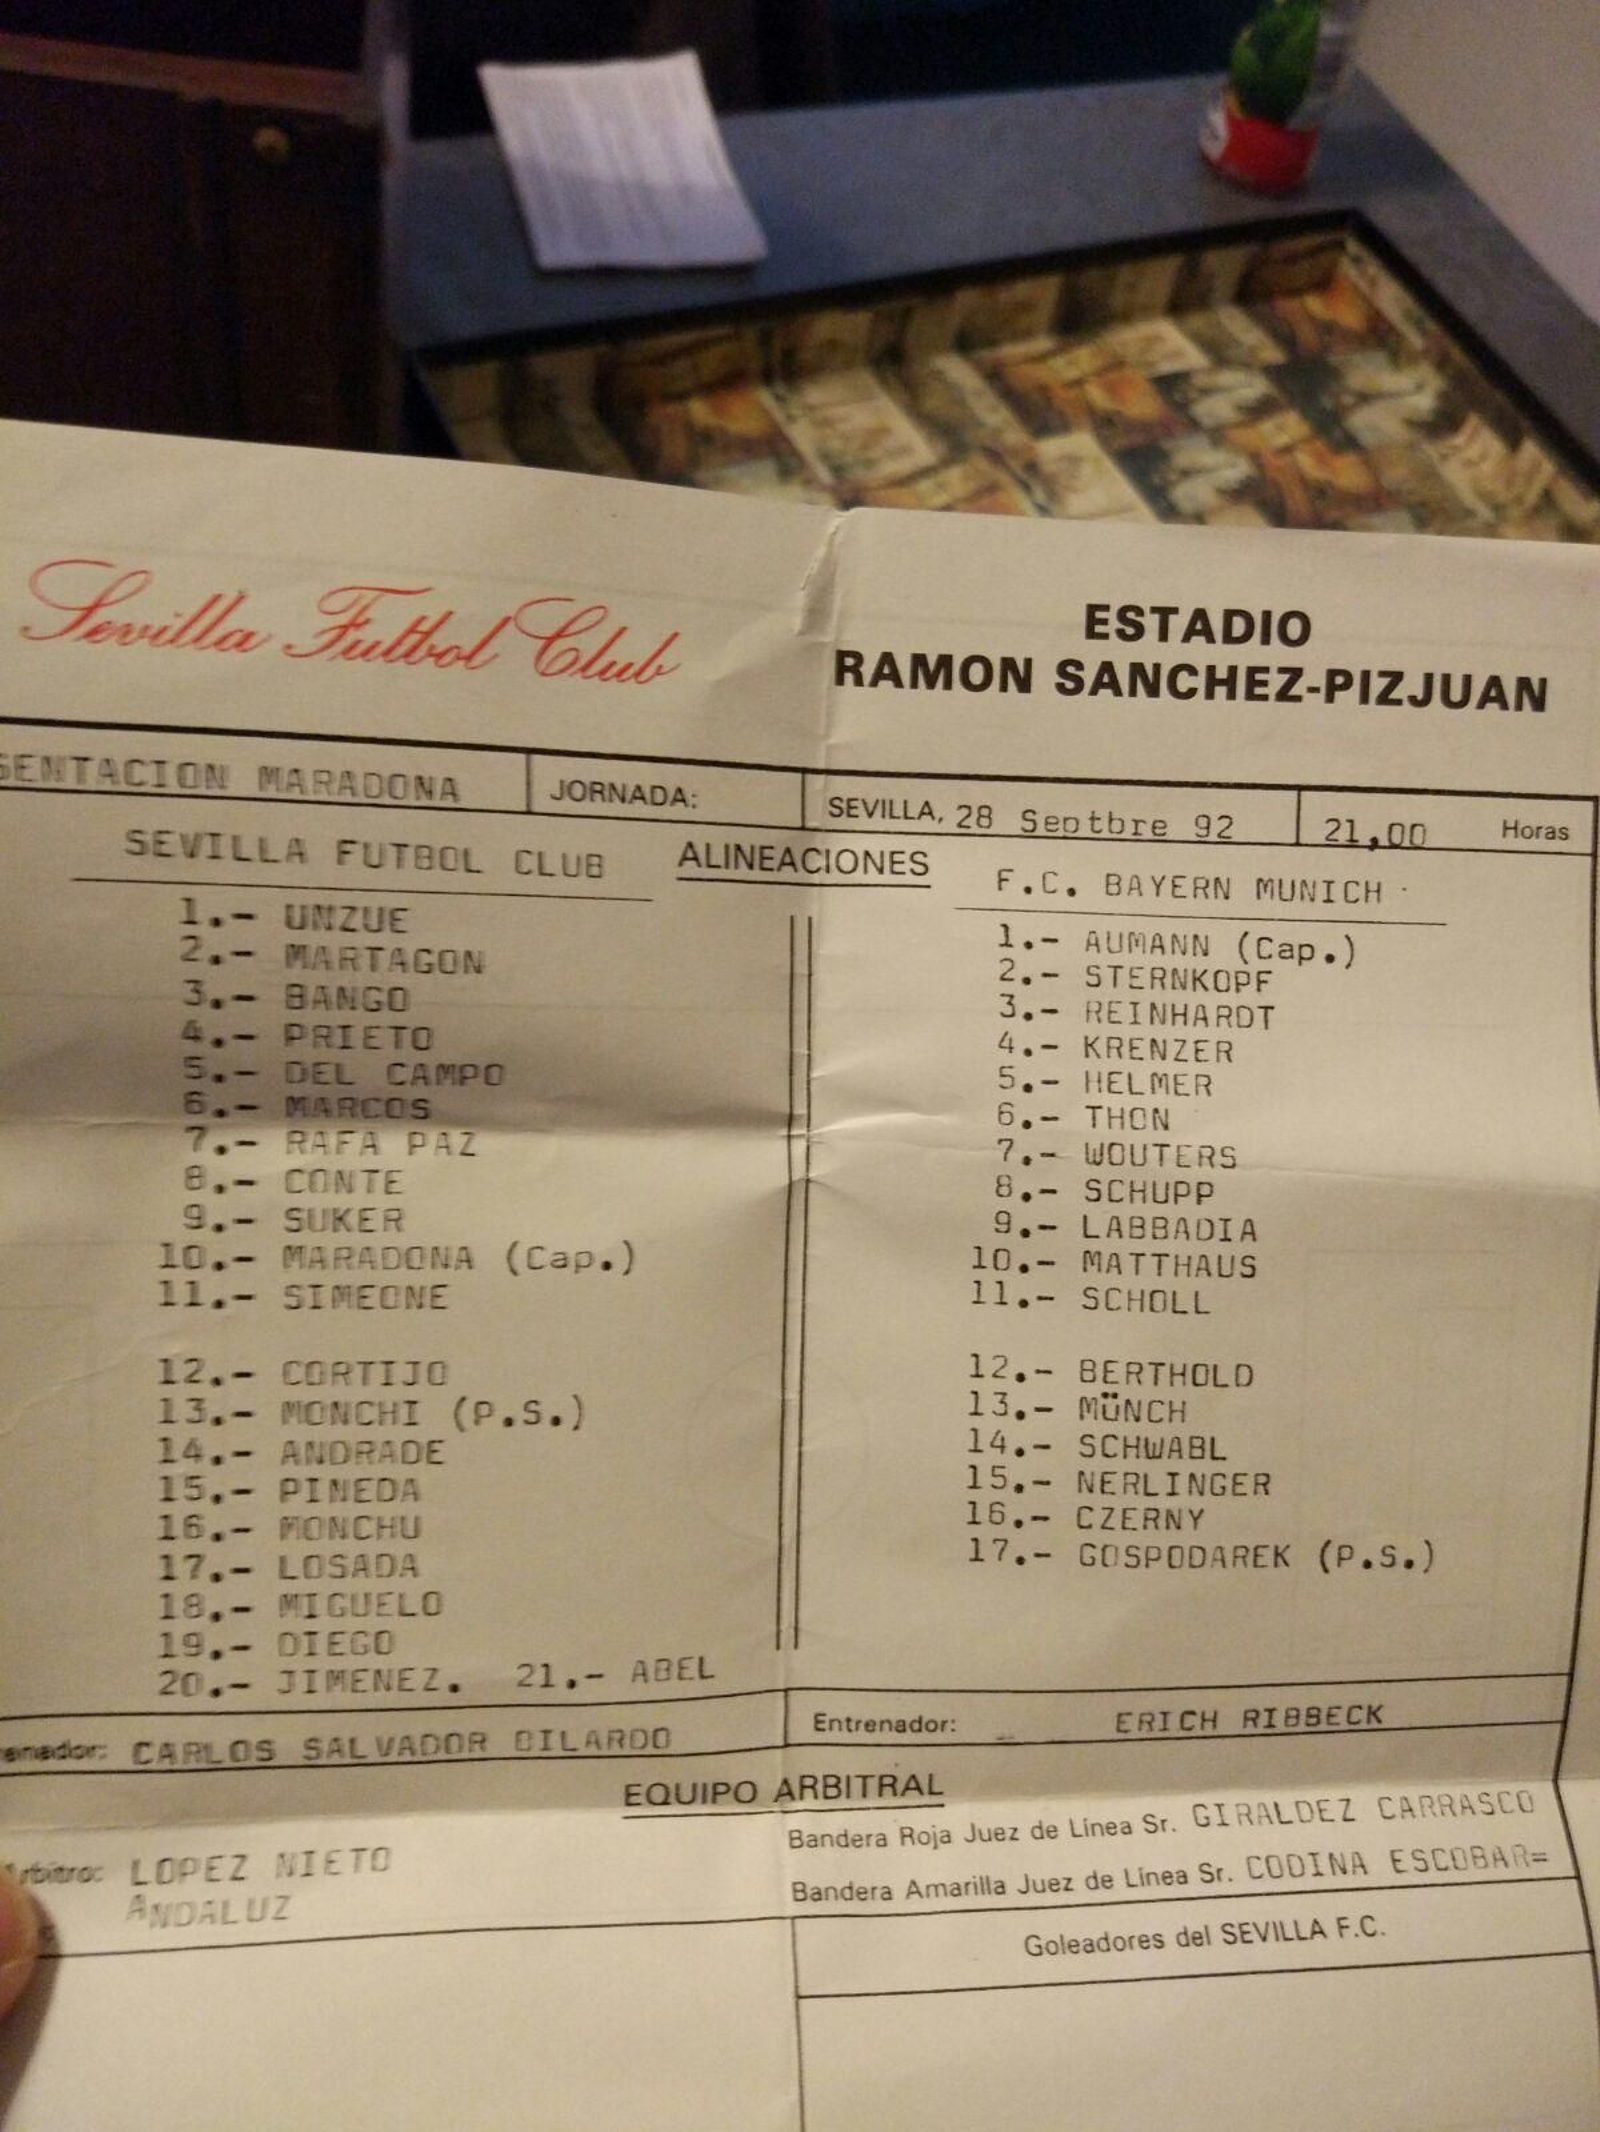 Sevilla Futbol Club
ESTADIO
RAMON SANCHEZ-PIZJUAN
SENTACION MARADONA
JORNADA:
SEVILLA, 28 Septbre 92
21,00 Horas
ALINEACIONES
SEVILLA FUTBOL CLUB
1.- UNZUE
2.- MARTAGON
3.- BANGO
4.- PRIETO
5.- DEL CAMPO
6.- MARCOS
7.- RAFA PAZ
8.- CONTE
9.- SUKER
10.- MARADONA (Cap.)
11.- SIMEONE
12.- CORTIJO
13.- MONCHI (P.S.)
14.- ANDRADE
15.- PINEDA
16.- MONCHU
17.- LOSADA
18.- MIGUELO
19.- DIEGO
20.- JIMENEZ. 21.- ABEL
enador: CARLOS SALVADOR BILARDO
F.C. BAYERN MUNICH
1.- AUMANN (Cap.)
2.- STERNKOPF
3.- REINHARDT
4.- KRENZER
5.- HELMER
6.- THON
7.- WOUTERS
8.- SCHUPP
9.- LABBADIA
10.- MATTHAUS
11.- SCHOLL
12.- BERTHOLD
13.- MÜNCH
14.- SCHWABL
15.- NERLINGER
16.- CZERNY
17.- GOSPODAREK (P.S.)
Entrenador: ERICH RIBBECK
EQUIPO ARBITRAL
Arbitro: LOPEZ NIETO
ANDALUZ
Bandera Roja Juez de Línea Sr. GIRALDEZ CARRASCO
Bandera Amarilla Juez de Línea Sr. CODINA ESCOBAR=
Goleadores del SEVILLA F.C.